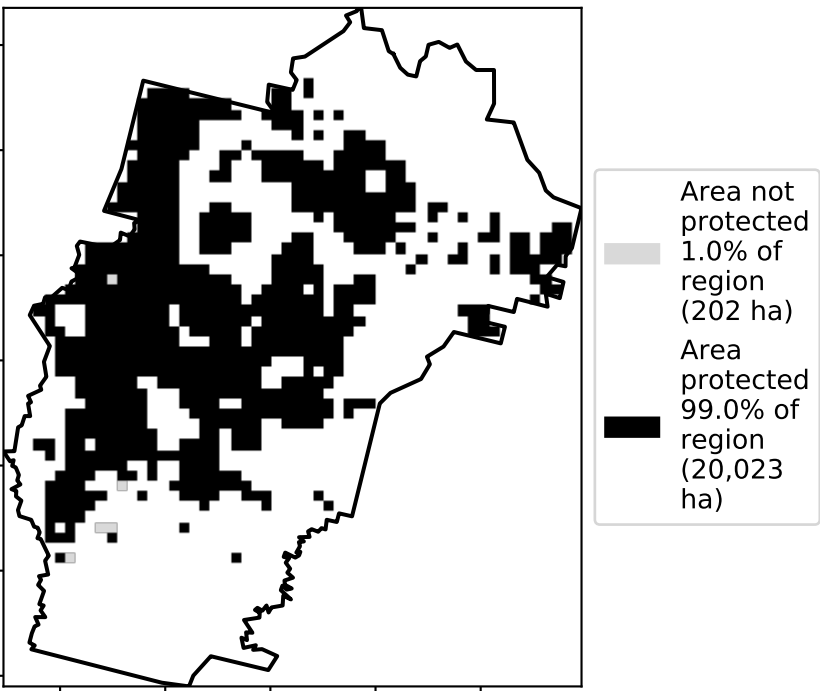 Area not
protected
1.0% of
region
(202 ha)
Area
protected
99.0% of
region
(20,023
ha)